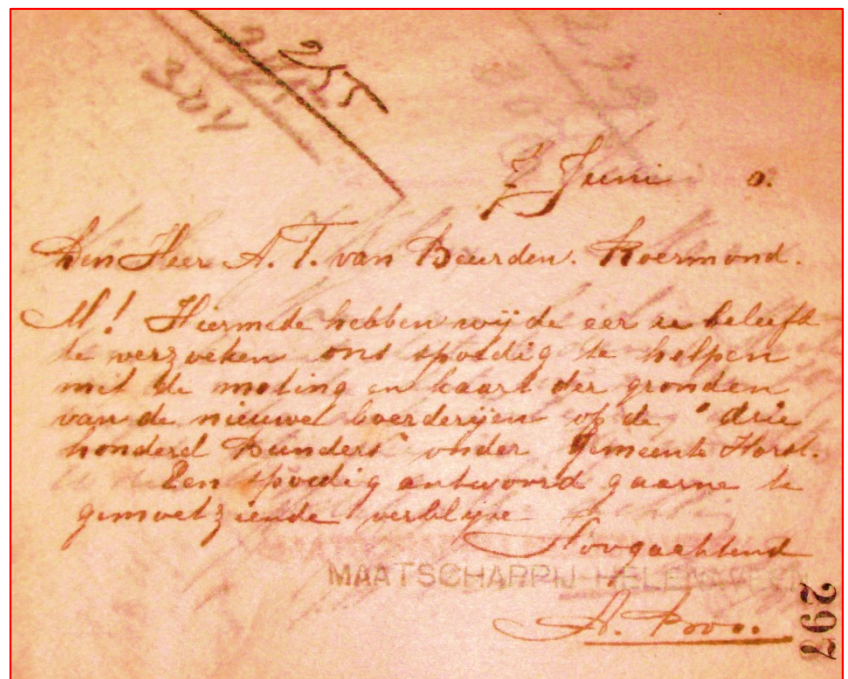 255
304
7 Juni 0.
Den Heer A. T. van Beurden. Roermond.
M! Hiermede hebben wij de eer u beleefd
te verzoeken ons spoedig te helpen
met de meting en kaart der gronden
van de nieuwe boerderijen op de "drie
honderd Bunders" onder Gemeente Horst.
Een spoedig antwoord gaarne te
gemoetziende verblijve
Hoogachtend
MAATSCHAPPIJ HELENAVEEN
A. Bos.
297